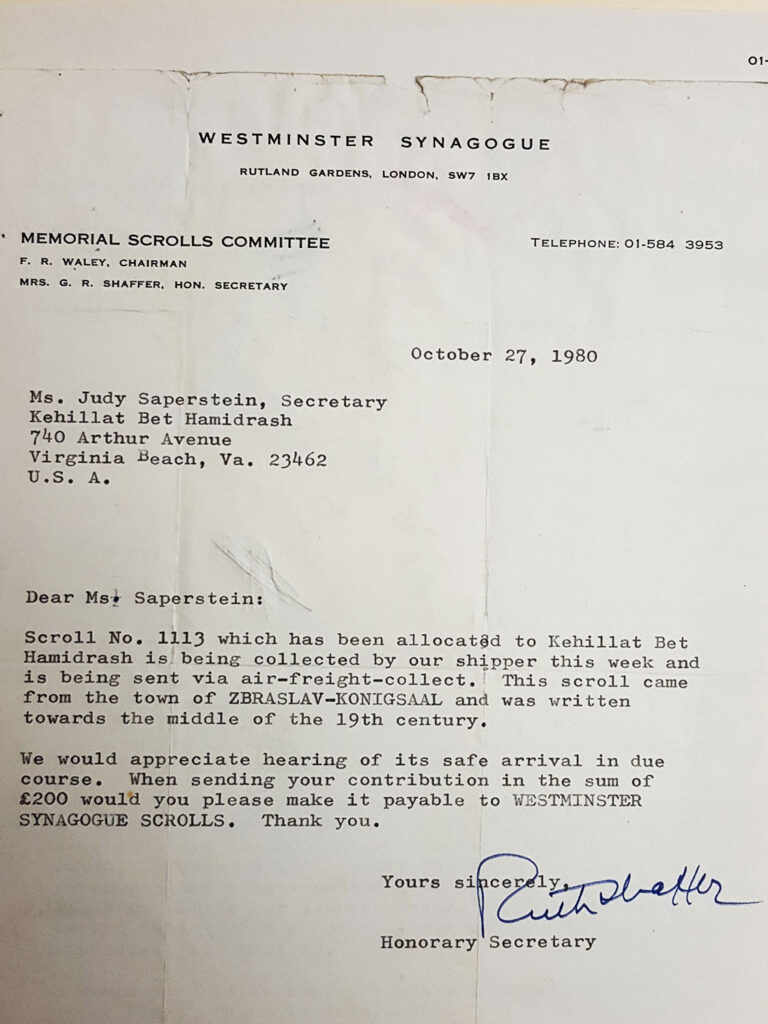 01-
WESTMINSTER SYNAGOGUE
RUTLAND GARDENS, LONDON, SW7 1BX
MEMORIAL SCROLLS COMMITTEE
TELEPHONE: 01-584 3953
F. R. WALEY, CHAIRMAN
MRS. G. R. SHAFFER, HON. SECRETARY
October 27, 1980
Ms. Judy Saperstein, Secretary
Kehillat Bet Hamidrash
740 Arthur Avenue
Virginia Beach, Va. 23462
U.S. A.
Dear Ms. Saperstein:
Scroll No. 1113 which has been allocated to Kehillat Bet
Hamidrash is being collected by our shipper this week and
is being sent via air-freight-collect. This scroll came
from the town of ZBRASLAV-KONIGSAAL and was written
towards the middle of the 19th century.
We would appreciate hearing of its safe arrival in due
course. When sending your contribution in the sum of
£200 would you please make it payable to WESTMINSTER
SYNAGOGUE SCROLLS. Thank you.
Yours sincerely,
Ruth Shaffer
Honorary Secretary